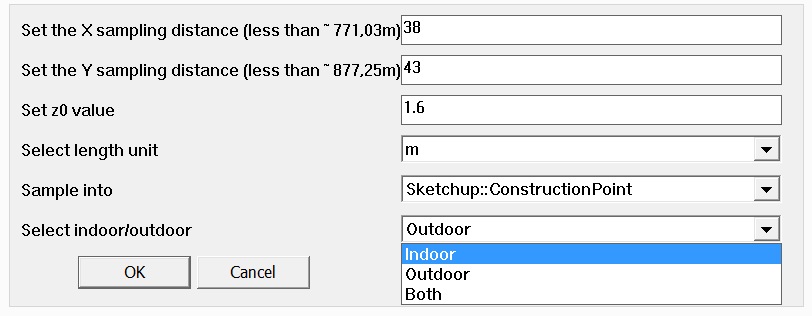 Set the X sampling distance (less than ~ 771,03m) 38
Set the Y sampling distance (less than ~ 877,25m) 43
Set z0 value 1.6
Select length unit m
Sample into Sketchup::ConstructionPoint
Select indoor/outdoor Outdoor
Indoor
Outdoor
Both
OK Cancel